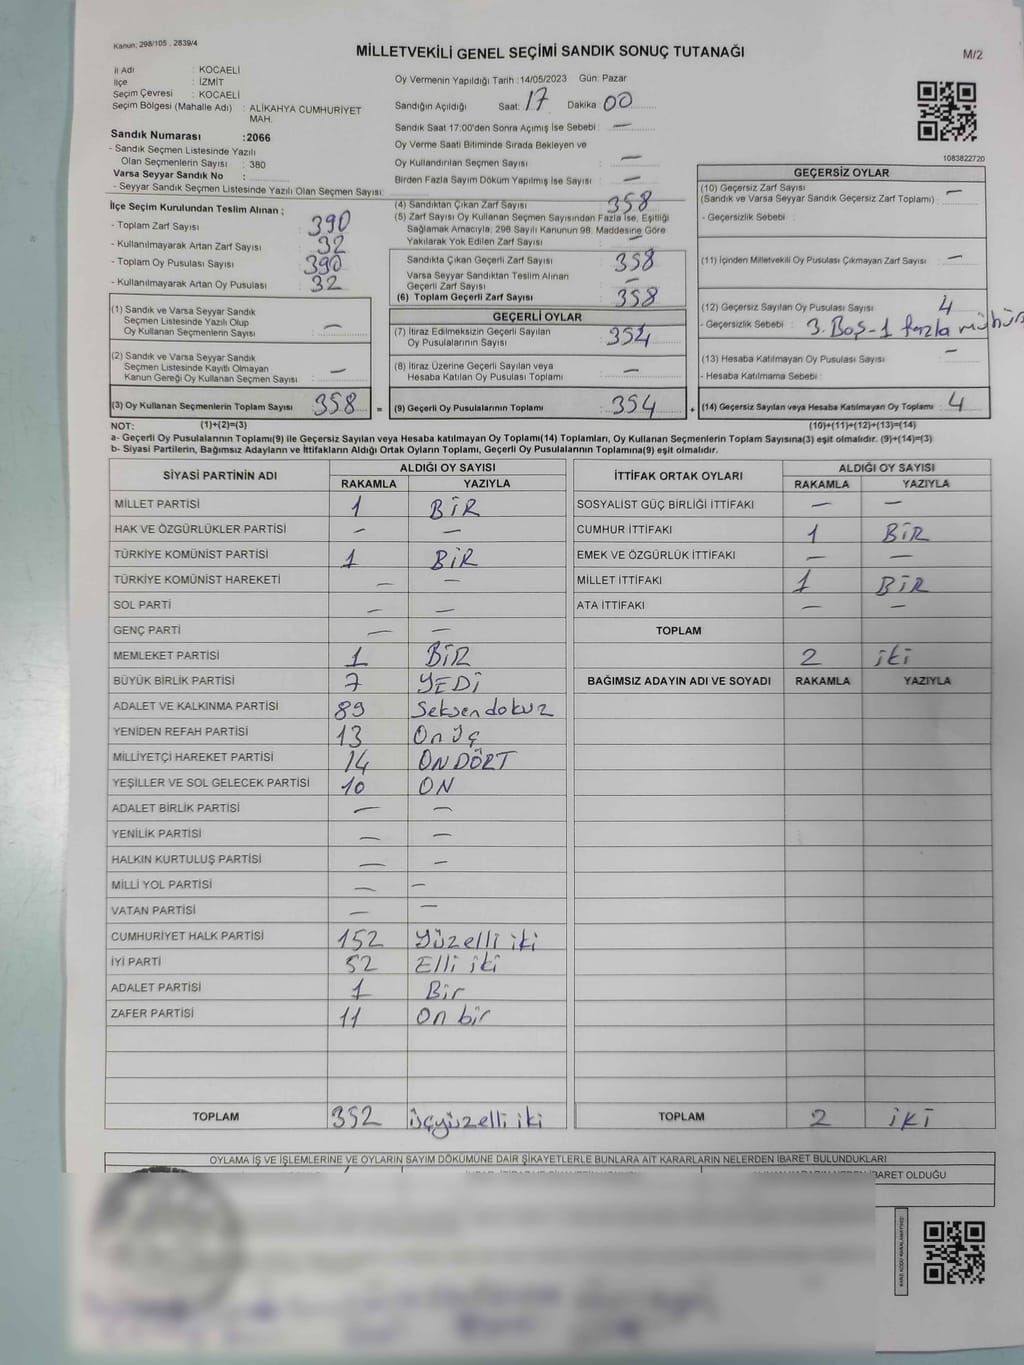 Kanun; 298/105 , 2839/4
MİLLETVEKİLİ GENEL SEÇİMİ SANDIK SONUÇ TUTANAĞI
M/2
İl Adı : KOCAELİ
İlçe : İZMİT
Seçim Çevresi : KOCAELİ
Seçim Bölgesi (Mahalle Adı) : ALİKAHYA CUMHURİYET MAH.
Sandık Numarası : 2066
- Sandık Seçmen Listesinde Yazılı
Olan Seçmenlerin Sayısı : 380
Varsa Seyyar Sandık No :
- Seyyar Sandık Seçmen Listesinde Yazılı Olan Seçmen Sayısı:
Oy Vermenin Yapıldığı Tarih :14/05/2023 Gün: Pazar
Sandığın Açıldığı Saat: 17 Dakika: 00
Sandık Saat 17:00'den Sonra Açımış İse Sebebi : —
Oy Verme Saati Bitiminde Sırada Bekleyen ve
Oy Kullandırılan Seçmen Sayısı : —
Birden Fazla Sayım Döküm Yapılmış İse Sayısı : —
1083822720
İlçe Seçim Kurulundan Teslim Alınan ;
- Toplam Zarf Sayısı : 390
- Kullanılmayarak Artan Zarf Sayısı : 32
- Toplam Oy Pusulası Sayısı : 390
- Kullanılmayarak Artan Oy Pusulası : 32
(4) Sandıktan Çıkan Zarf Sayısı : 358
(5) Zarf Sayısı Oy Kullanan Seçmen Sayısından Fazla İse, Eşitliği
Sağlamak Amacıyla, 298 Sayılı Kanunun 98. Maddesine Göre
Yakılarak Yok Edilen Zarf Sayısı : —
Sandıkta Çıkan Geçerli Zarf Sayısı : 358
Varsa Seyyar Sandıktan Teslim Alınan
Geçerli Zarf Sayısı : —
(6) Toplam Geçerli Zarf Sayısı : 358
GEÇERSİZ OYLAR
(10) Geçersiz Zarf Sayısı
(Sandık ve Varsa Seyyar Sandık Geçersiz Zarf Toplamı) : —
- Geçersizlik Sebebi :
(11) İçinden Milletvekili Oy Pusulası Çıkmayan Zarf Sayısı : —
(12) Geçersiz Sayılan Oy Pusulası Sayısı : 4
- Geçersizlik Sebebi : 3. Boş-1 fazla mühür
(13) Hesaba Katılmayan Oy Pusulası Sayısı : —
- Hesaba Katılmama Sebebi :
(1) Sandık ve Varsa Seyyar Sandık
Seçmen Listesinde Yazılı Olup
Oy Kullanan Seçmenlerin Sayısı : —
(2) Sandık ve Varsa Seyyar Sandık
Seçmen Listesinde Kayıtlı Olmayan
Kanun Gereği Oy Kullanan Seçmen Sayısı : —
GEÇERLİ OYLAR
(7) İtiraz Edilmeksizin Geçerli Sayılan
Oy Pusulalarının Sayısı : 354
(8) İtiraz Üzerine Geçerli Sayılan veya
Hesaba Katılan Oy Pusulası Toplamı : —
(3) Oy Kullanan Seçmenlerin Toplam Sayısı : 358 = (9) Geçerli Oy Pusulalarının Toplamı : 354 + (14) Geçersiz Sayılan veya Hesaba Katılmayan Oy Toplamı : 4
NOT: (1)+(2)=(3) (10)+(11)+(12)+(13)=(14)
a- Geçerli Oy Pusulalarının Toplamı(9) ile Geçersiz Sayılan veya Hesaba katılmayan Oy Toplamı(14) Toplamları, Oy Kullanan Seçmenlerin Toplam Sayısına(3) eşit olmalıdır. (9)+(14)=(3)
b- Siyasi Partilerin, Bağımsız Adayların ve İttifakların Aldığı Ortak Oyların Toplamı, Geçerli Oy Pusulalarının Toplamına(9) eşit olmalıdır.
SİYASİ PARTİNİN ADI ALDIĞI OY SAYISI
RAKAMLA YAZIYLA
MİLLET PARTİSİ 1 BİR
HAK VE ÖZGÜRLÜKLER PARTİSİ — —
TÜRKİYE KOMÜNİST PARTİSİ 1 BİR
TÜRKİYE KOMÜNİST HAREKETİ — —
SOL PARTİ — —
GENÇ PARTİ — —
MEMLEKET PARTİSİ 1 BİR
BÜYÜK BİRLİK PARTİSİ 7 YEDİ
ADALET VE KALKINMA PARTİSİ 89 Seksen dokuz
YENİDEN REFAH PARTİSİ 13 On üç
MİLLİYETÇİ HAREKET PARTİSİ 14 ONDÖRT
YEŞİLLER VE SOL GELECEK PARTİSİ 10 ON
ADALET BİRLİK PARTİSİ — —
YENİLİK PARTİSİ — —
HALKIN KURTULUŞ PARTİSİ — —
MİLLİ YOL PARTİSİ — —
VATAN PARTİSİ — —
CUMHURİYET HALK PARTİSİ 152 Yüzelli iki
İYİ PARTİ 52 Elli iki
ADALET PARTİSİ 1 Bir
ZAFER PARTİSİ 11 On bir
TOPLAM 352 üçyüzelli iki
İTTİFAK ORTAK OYLARI ALDIĞI OY SAYISI
RAKAMLA YAZIYLA
SOSYALİST GÜÇ BİRLİĞİ İTTİFAKI — —
CUMHUR İTTİFAKI 1 BİR
EMEK VE ÖZGÜRLÜK İTTİFAKI — —
MİLLET İTTİFAKI 1 BİR
ATA İTTİFAKI — —
TOPLAM
2 iki
BAĞIMSIZ ADAYIN ADI VE SOYADI RAKAMLA YAZIYLA
TOPLAM 2 iKİ
OYLAMA İŞ VE İŞLEMLERİNE VE OYLARIN SAYIM DÖKÜMÜNE DAİR ŞİKAYETLERLE BUNLARA AİT KARARLARIN NELERDEN İBARET BULUNDUKLARI
BARET OLDUĞU